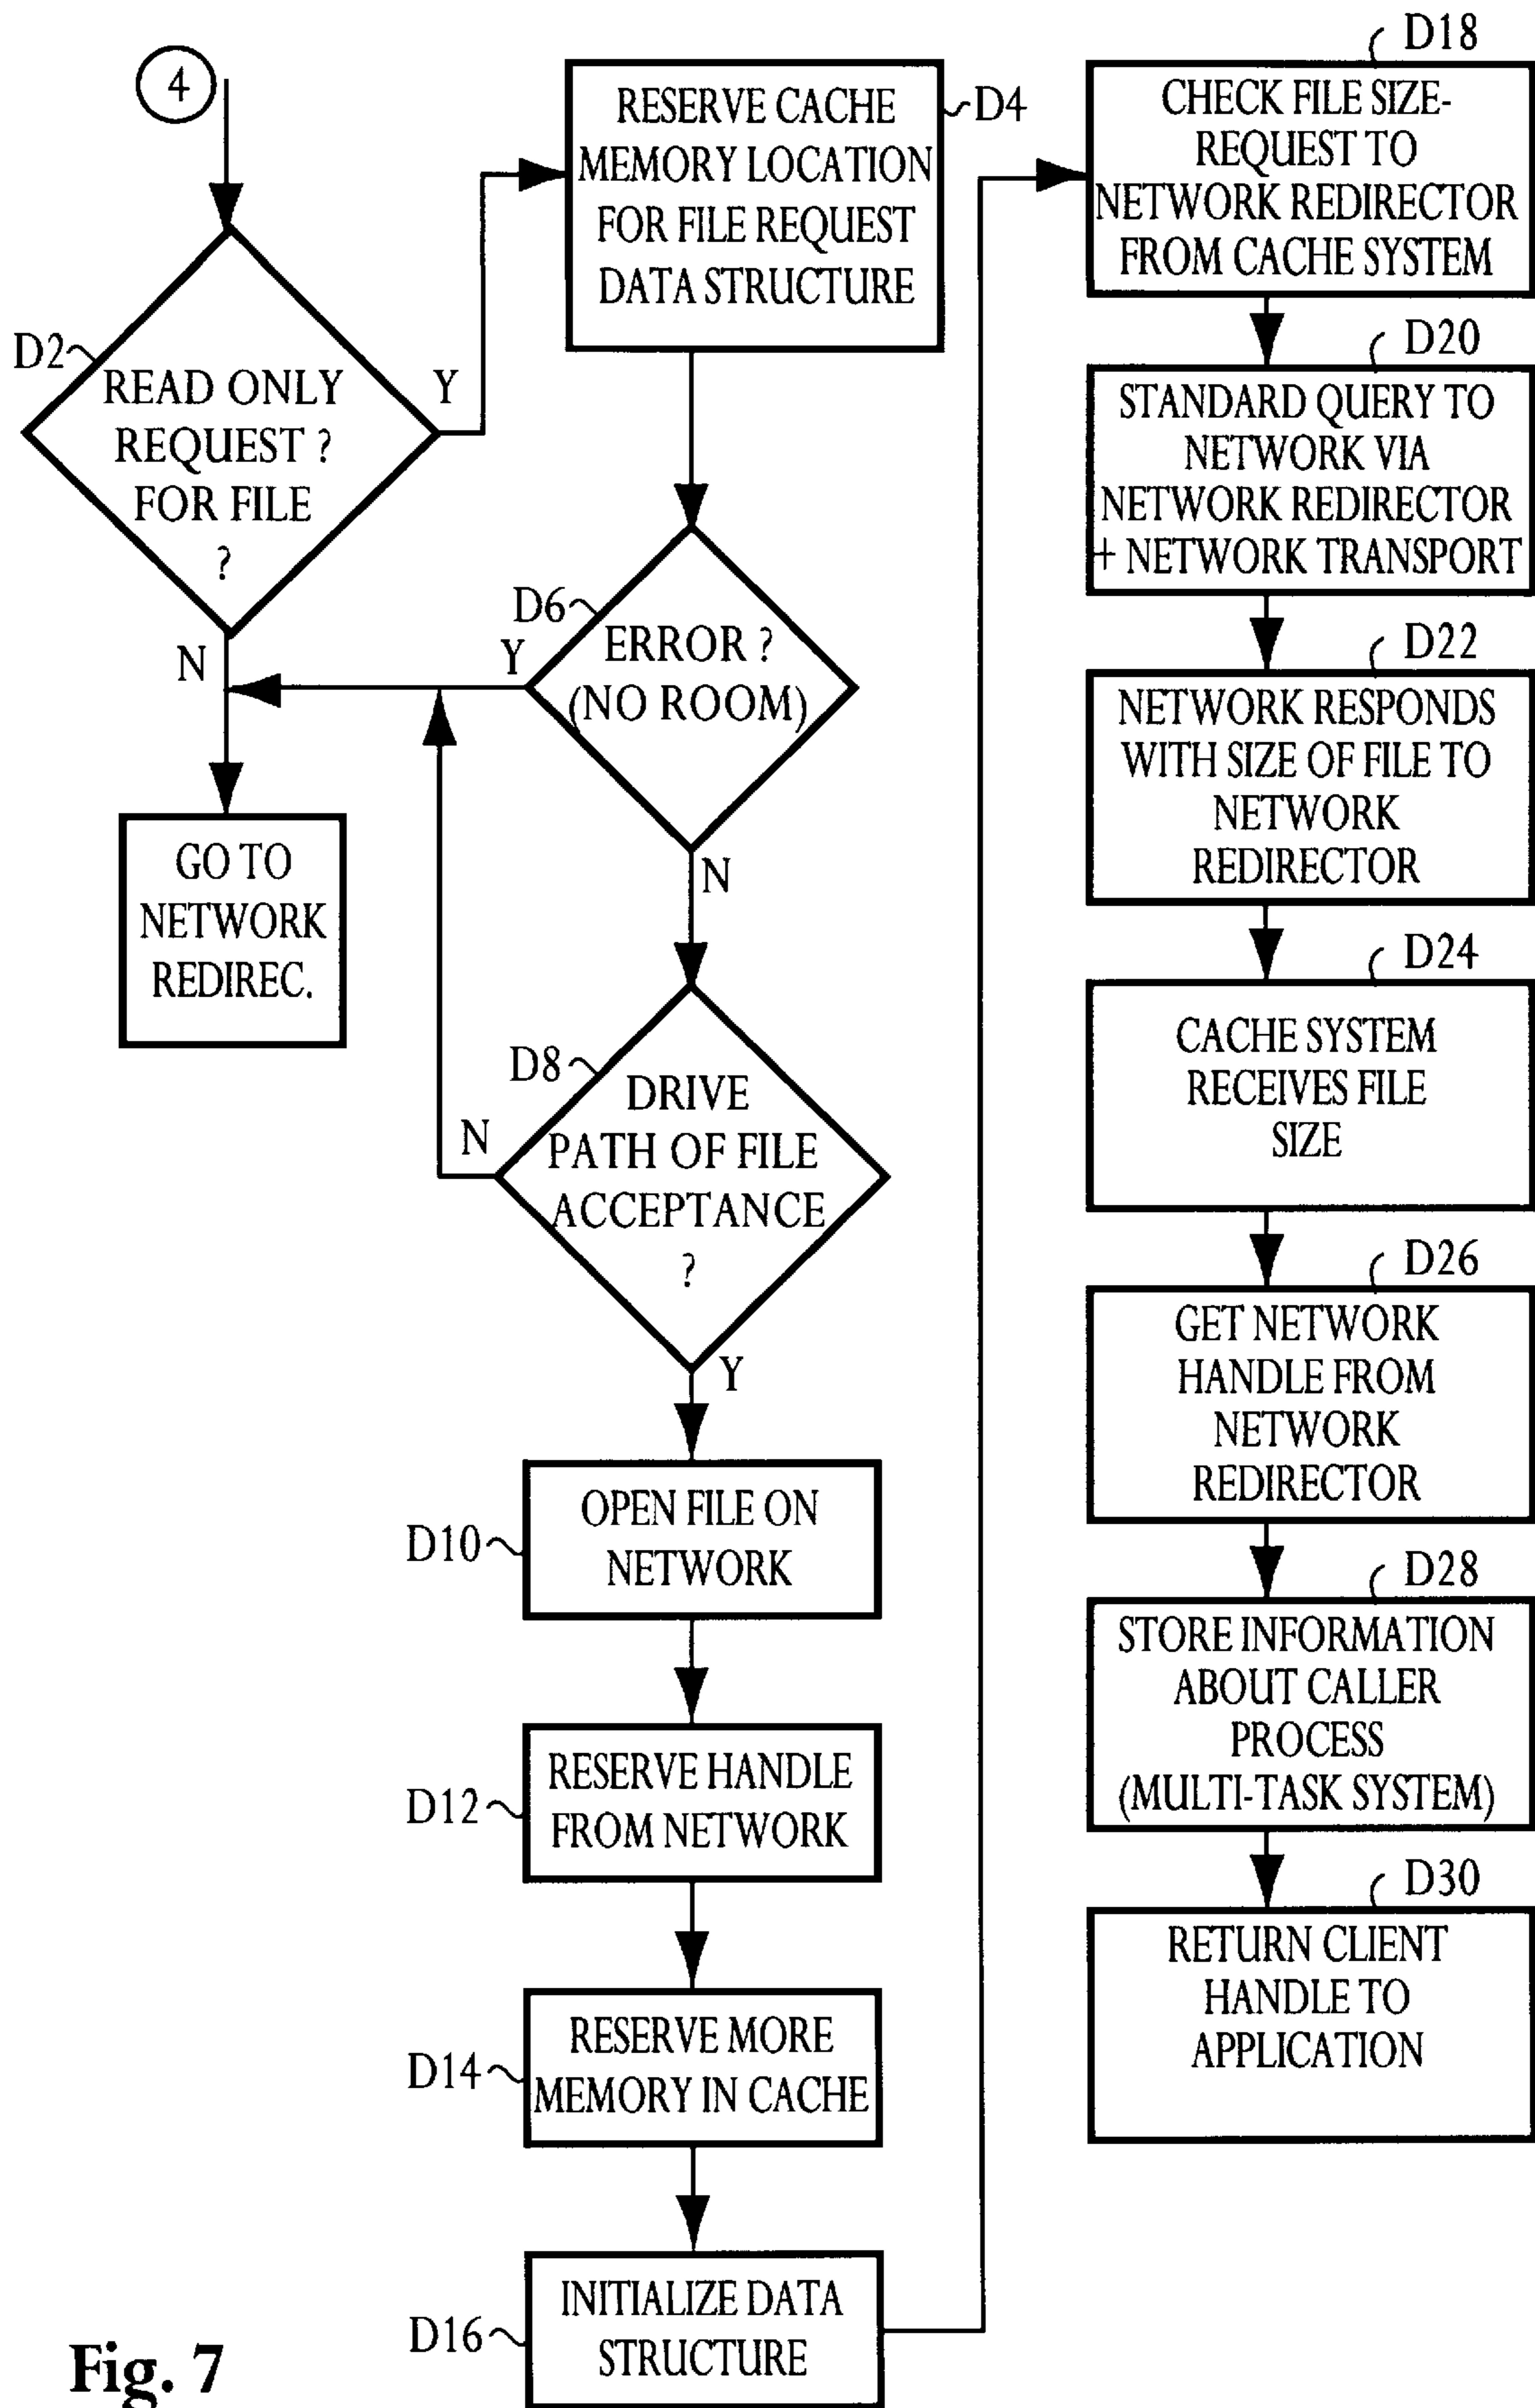 4
D2
READ ONLY
REQUEST ?
FOR FILE
?
Y
N
GO TO
NETWORK
REDIREC.
RESERVE CACHE
MEMORY LOCATION
FOR FILE REQUEST
DATA STRUCTURE
D4
D6
ERROR ?
(NO ROOM)
Y
N
D8
DRIVE
PATH OF FILE
ACCEPTANCE
?
N
Y
D10
OPEN FILE ON
NETWORK
D12
RESERVE HANDLE
FROM NETWORK
D14
RESERVE MORE
MEMORY IN CACHE
D16
INITIALIZE DATA
STRUCTURE
D18
CHECK FILE SIZE-
REQUEST TO
NETWORK REDIRECTOR
FROM CACHE SYSTEM
D20
STANDARD QUERY TO
NETWORK VIA
NETWORK REDIRECTOR
+ NETWORK TRANSPORT
D22
NETWORK RESPONDS
WITH SIZE OF FILE TO
NETWORK
REDIRECTOR
D24
CACHE SYSTEM
RECEIVES FILE
SIZE
D26
GET NETWORK
HANDLE FROM
NETWORK
REDIRECTOR
D28
STORE INFORMATION
ABOUT CALLER
PROCESS
(MULTI-TASK SYSTEM)
D30
RETURN CLIENT
HANDLE TO
APPLICATION
Fig. 7